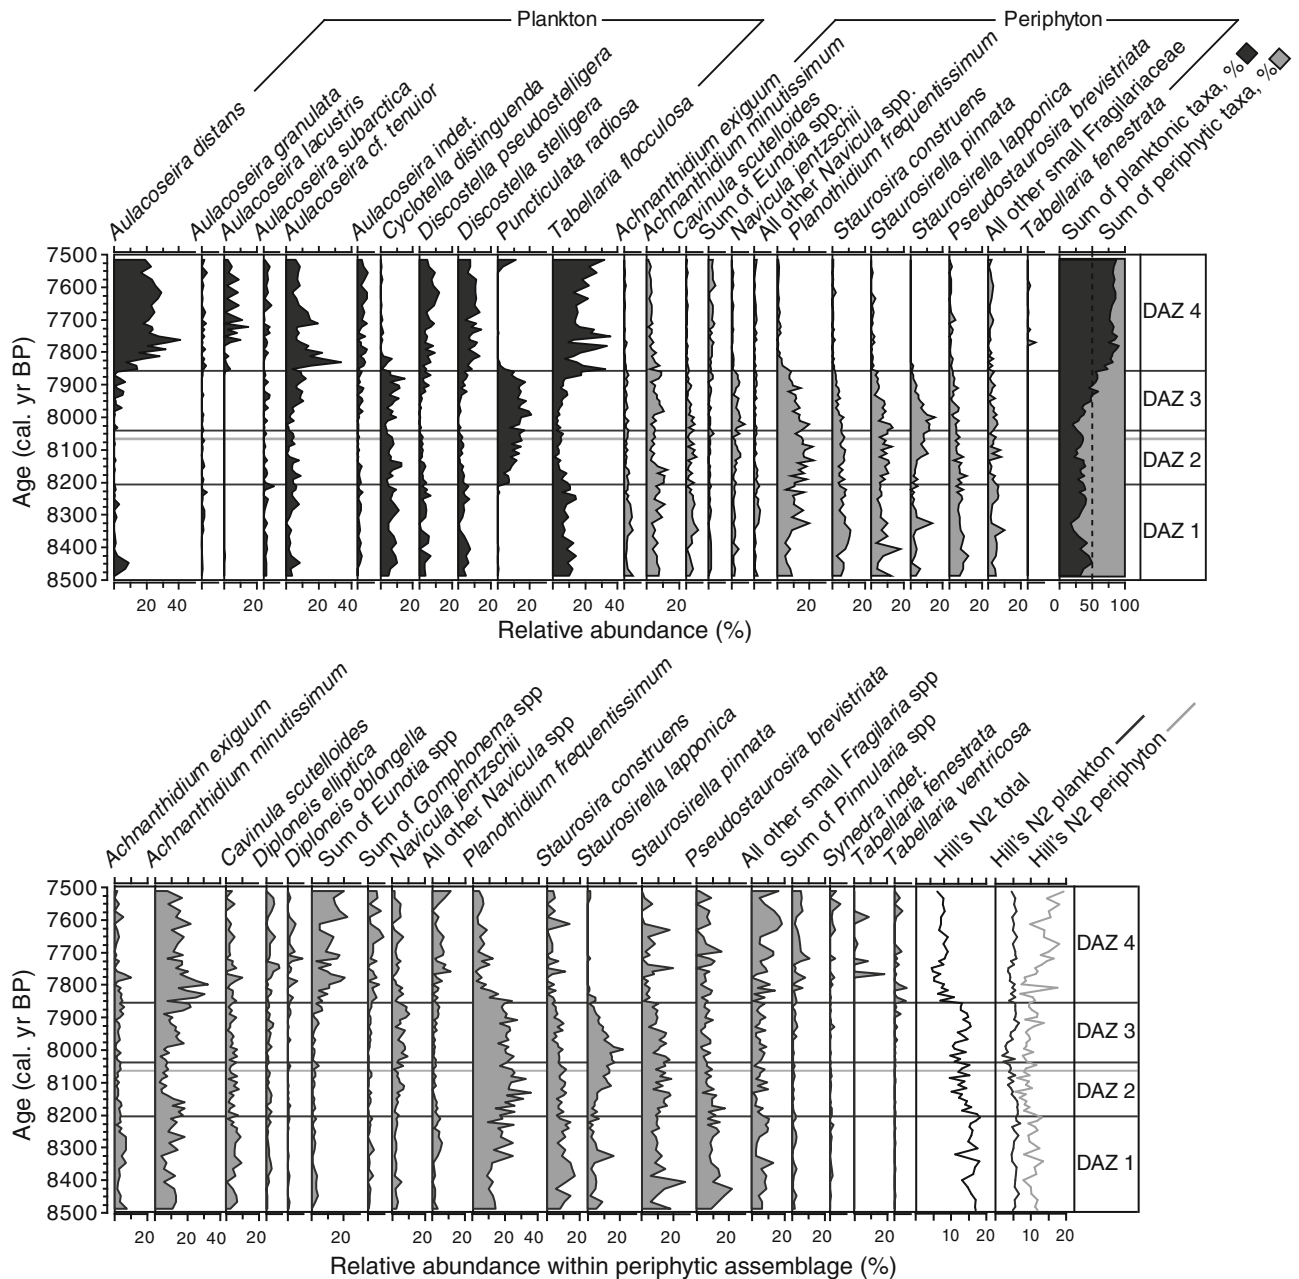 Plankton
Periphyton
Aulacoseira distans
Aulacoseira granulata
Aulacoseira lacustris
Aulacoseira subarctica
Aulacoseira cf. tenuior
Aulacoseira indet.
Cyclotella distinguenda
Discostella pseudostelligera
Discostella stelligera
Puncticulata radiosa
Tabellaria flocculosa
Achnanthidium exiguum
Achnanthidium minutissimum
Cavinula scutelloides
Sum of Eunotia spp.
Navicula jentzschii
All other Navicula spp.
Planothidium frequentissimum
Staurosira construens
Staurosirella pinnata
Staurosirella lapponica
Pseudostaurosira brevistriata
All other small Fragilariaceae
Tabellaria fenestrata
Sum of planktonic taxa, %
Sum of periphytic taxa, %
Age (cal. yr BP)
7500
7600
7700
7800
7900
8000
8100
8200
8300
8400
8500
DAZ 4
DAZ 3
DAZ 2
DAZ 1
20 40 20 20 40 20 20 20 20 20 20 20 20 20 20 20 0 50 100
Relative abundance (%)
Achnanthidium exiguum
Achnanthidium minutissimum
Cavinula scutelloides
Diploneis elliptica
Diploneis oblongella
Sum of Eunotia spp
Sum of Gomphonema spp
Navicula jentzschii
All other Navicula spp
Planothidium frequentissimum
Staurosira construens
Staurosirella lapponica
Staurosirella pinnata
Pseudostaurosira brevistriata
All other small Fragilaria spp
Sum of Pinnularia spp
Synedra indet.
Tabellaria fenestrata
Tabellaria ventricosa
Hill's N2 total
Hill's N2 plankton
Hill's N2 periphyton
Age (cal. yr BP)
7500
7600
7700
7800
7900
8000
8100
8200
8300
8400
8500
DAZ 4
DAZ 3
DAZ 2
DAZ 1
20 20 40 20 20 20 20 20 20 40 20 20 20 20 20 20 20 10 20 10 20
Relative abundance within periphytic assemblage (%)